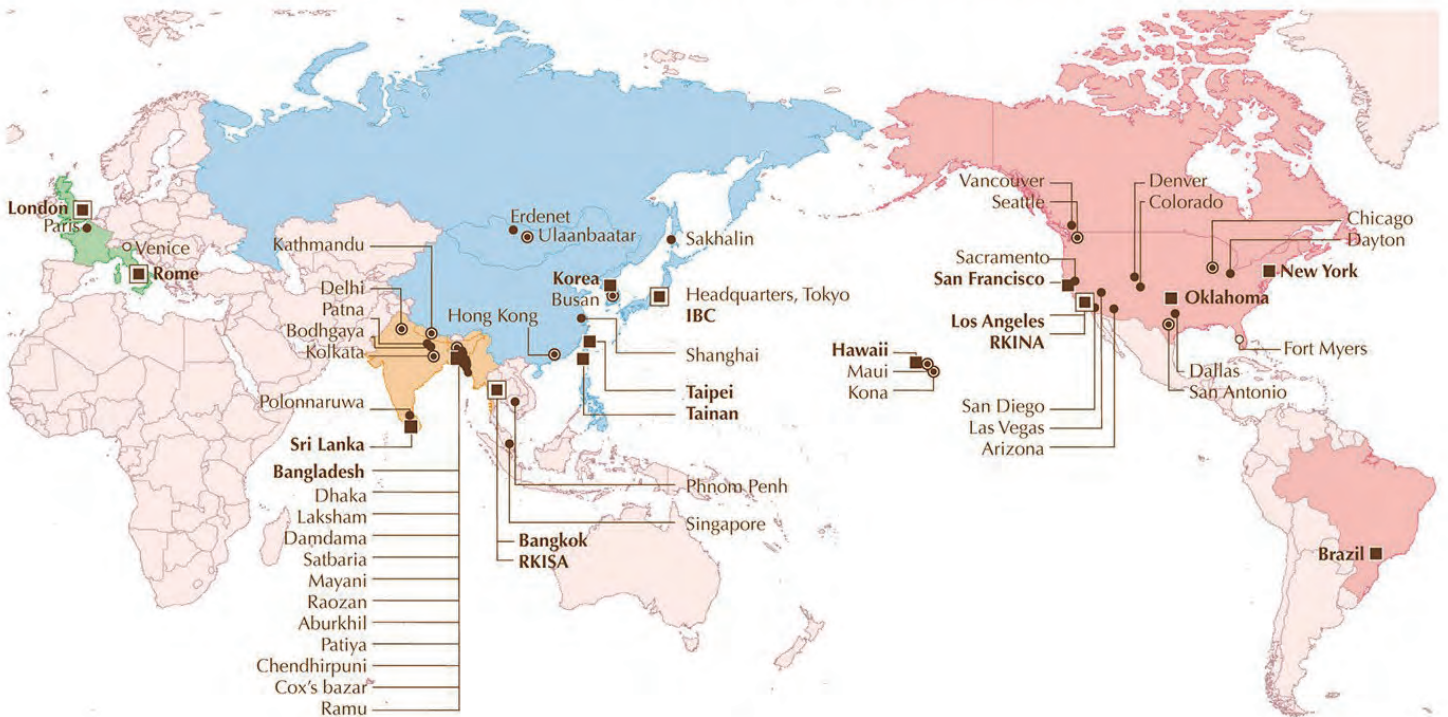 London
Paris
Venice
Rome
Kathmandu
Delhi
Patna
Bodhgaya
Kolkata
Polonnaruwa
Sri Lanka
Bangladesh
Dhaka
Laksham
Damdama
Satbaria
Mayani
Raozan
Aburkhil
Patiya
Chendhirpuni
Cox's bazar
Ramu
Erdenet
Ulaanbaatar
Sakhalin
Korea
Busan
Headquarters, Tokyo
IBC
Hong Kong
Shanghai
Taipei
Tainan
Phnom Penh
Singapore
Bangkok
RKISA
Vancouver
Seattle
Sacramento
San Francisco
Los Angeles
RKINA
Hawaii
Maui
Kona
San Diego
Las Vegas
Arizona
Denver
Colorado
Chicago
Dayton
New York
Oklahoma
Fort Myers
Dallas
San Antonio
Brazil